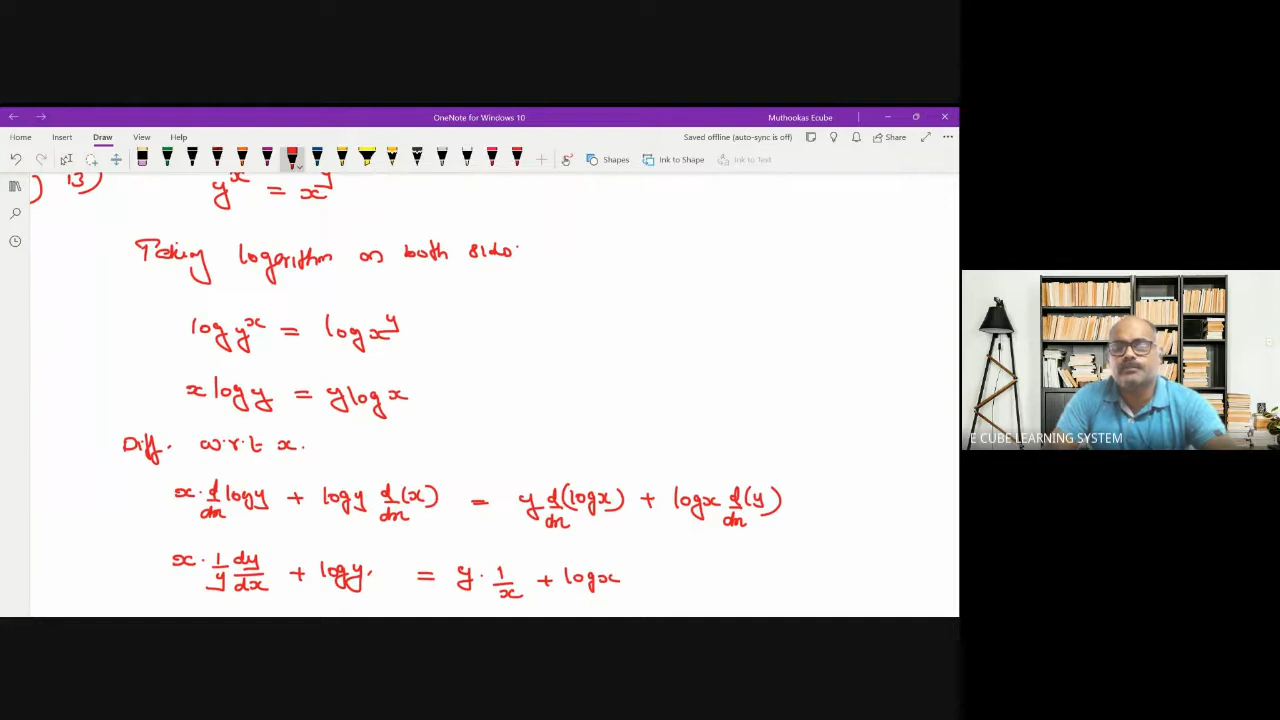 OneNote for Windows 10
Muthookas Ecube
Home Insert Draw View Help
Saved offline (auto-sync is off)
Share
Shapes
Ink to Shape
Ink to Text
) 13) y^x = x^y
Taking logerithm on both side.
log y^x = log x^y
x log y = y log x
Diff. w.r.t x.
x · d/dx log y + log y d/dx (x) = y d/dx (log x) + log x d/dx (y)
x · 1/y dy/dx + log y · = y · 1/x + log x
E CUBE LEARNING SYSTEM